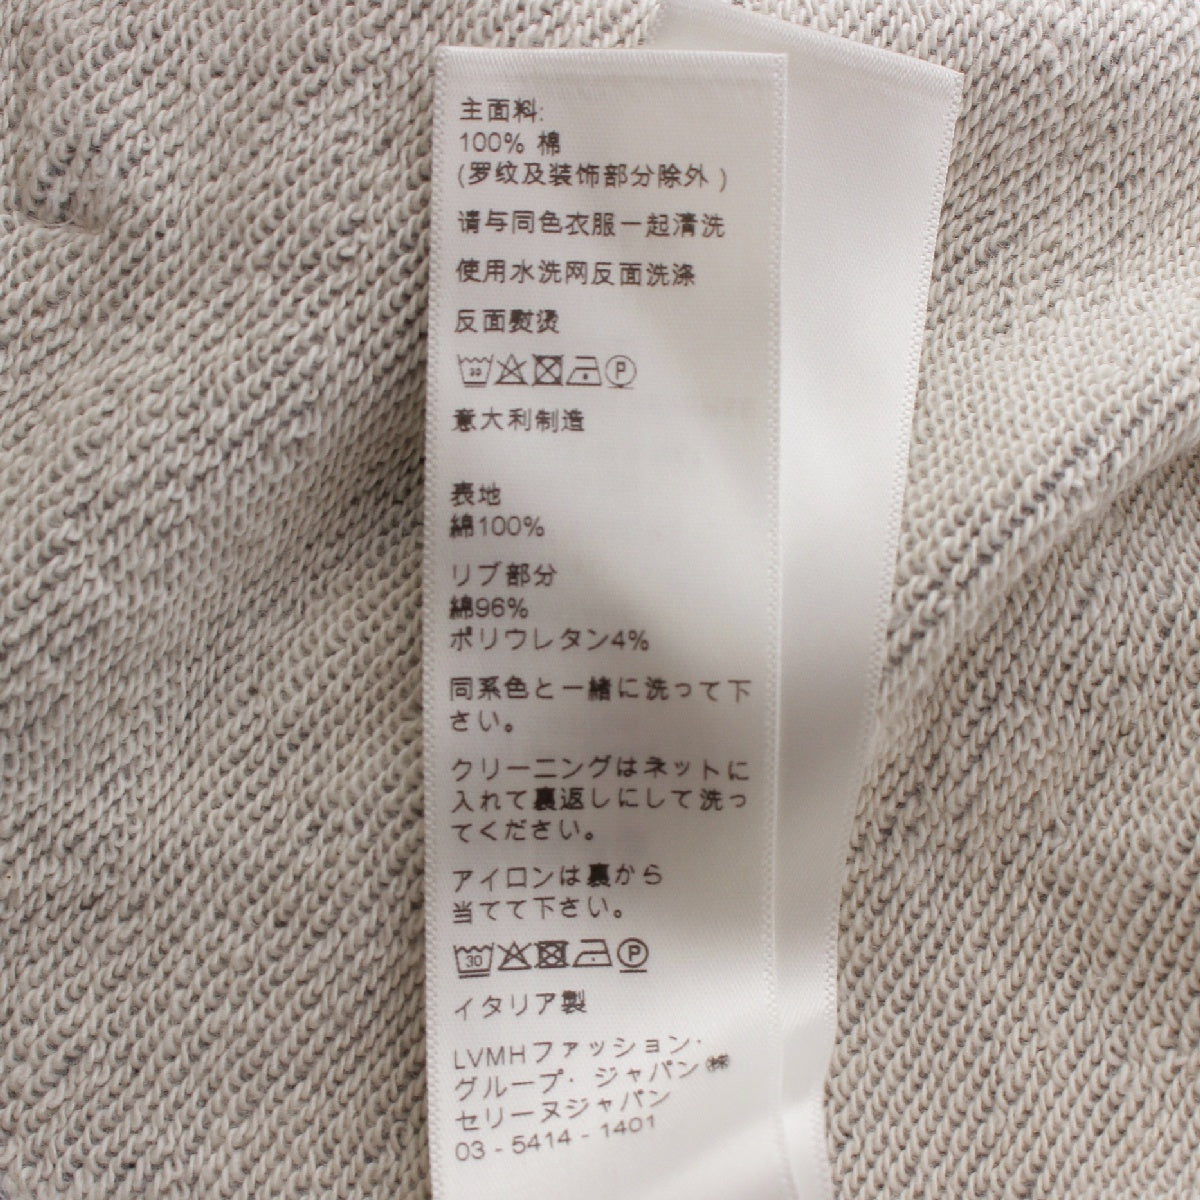 主面料:
100% 棉
(罗纹及装饰部分除外 )
请与同色衣服一起清洗
使用水洗网反面洗涤
反面熨烫
30 P
意大利制造
表地
綿100%
リブ部分
綿96%
ポリウレタン4%
同系色と一緒に洗って下
さい。
クリーニングはネットに
入れて裏返しにして洗っ
てください。
アイロンは裏から
当てて下さい。
30 P
イタリア製
LVMHファッション・
グループ・ジャパン㈱
セリーヌジャパン
03 - 5414 - 1401